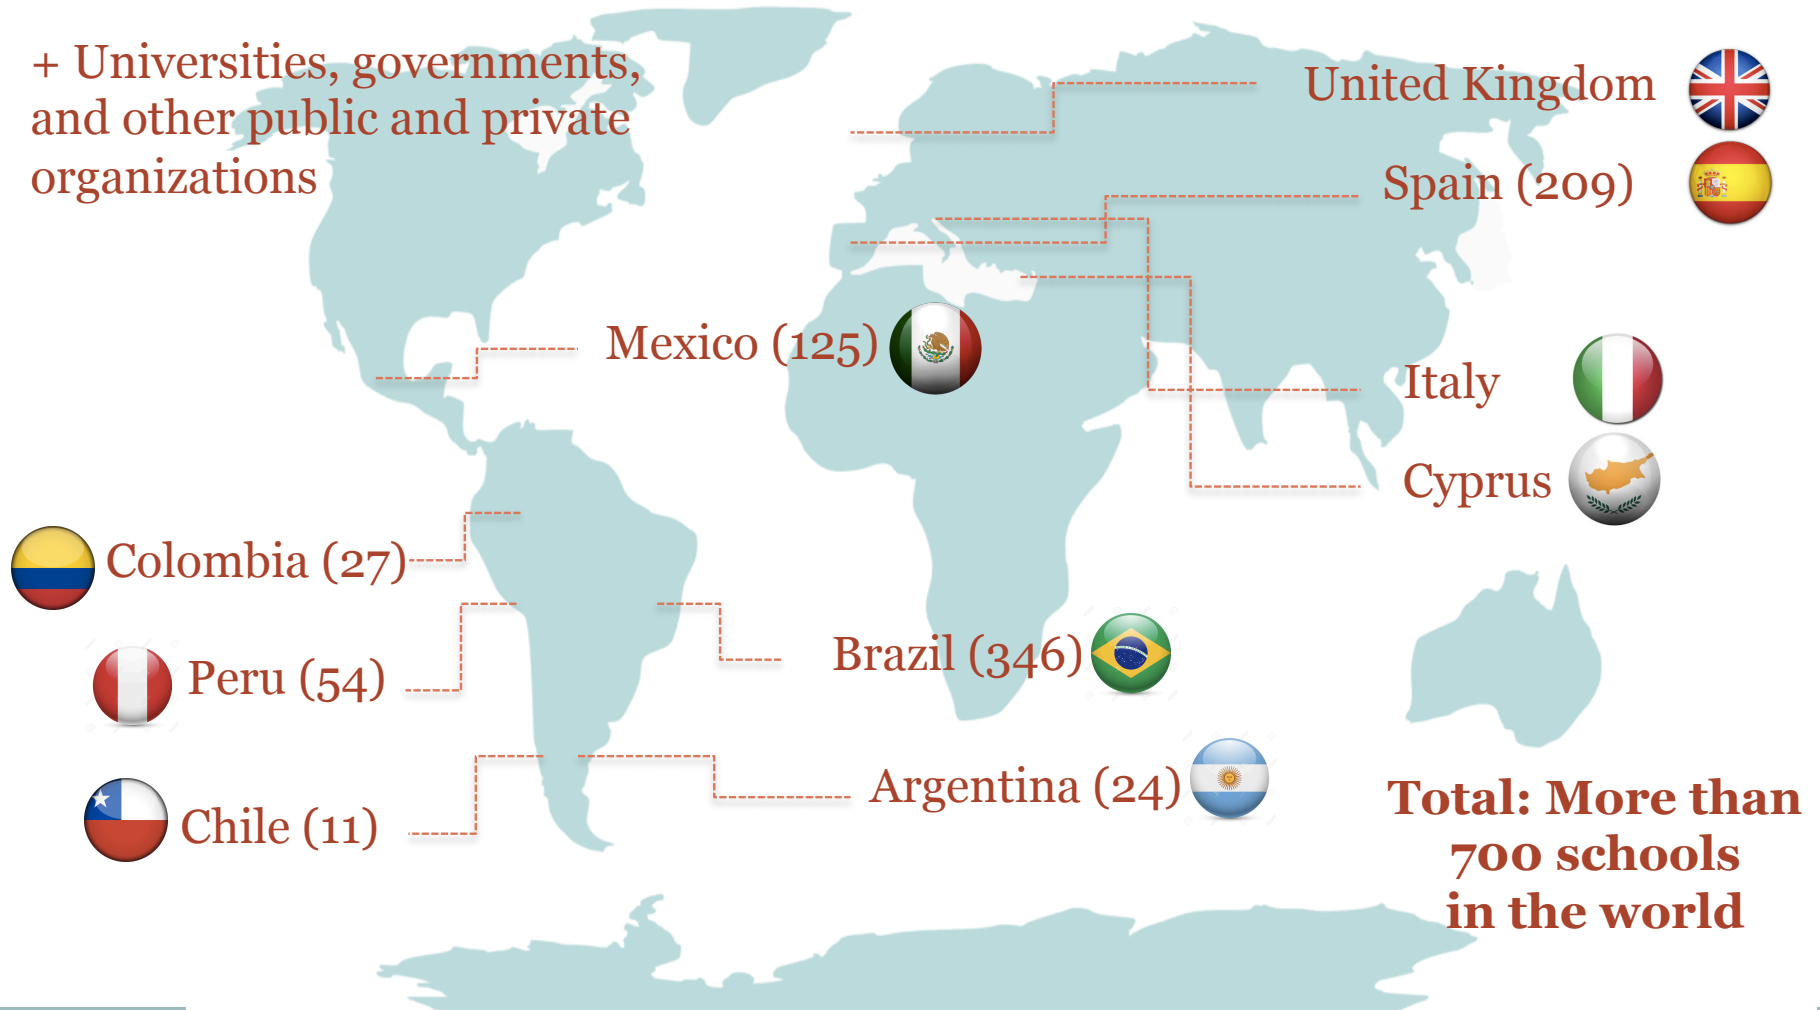 + Universities, governments,
and other public and private
organizations
United Kingdom
Spain (209)
Mexico (125)
Italy
Cyprus
Colombia (27)
Peru (54)
Brazil (346)
Chile (11)
Argentina (24)
Total: More than
700 schools
in the world